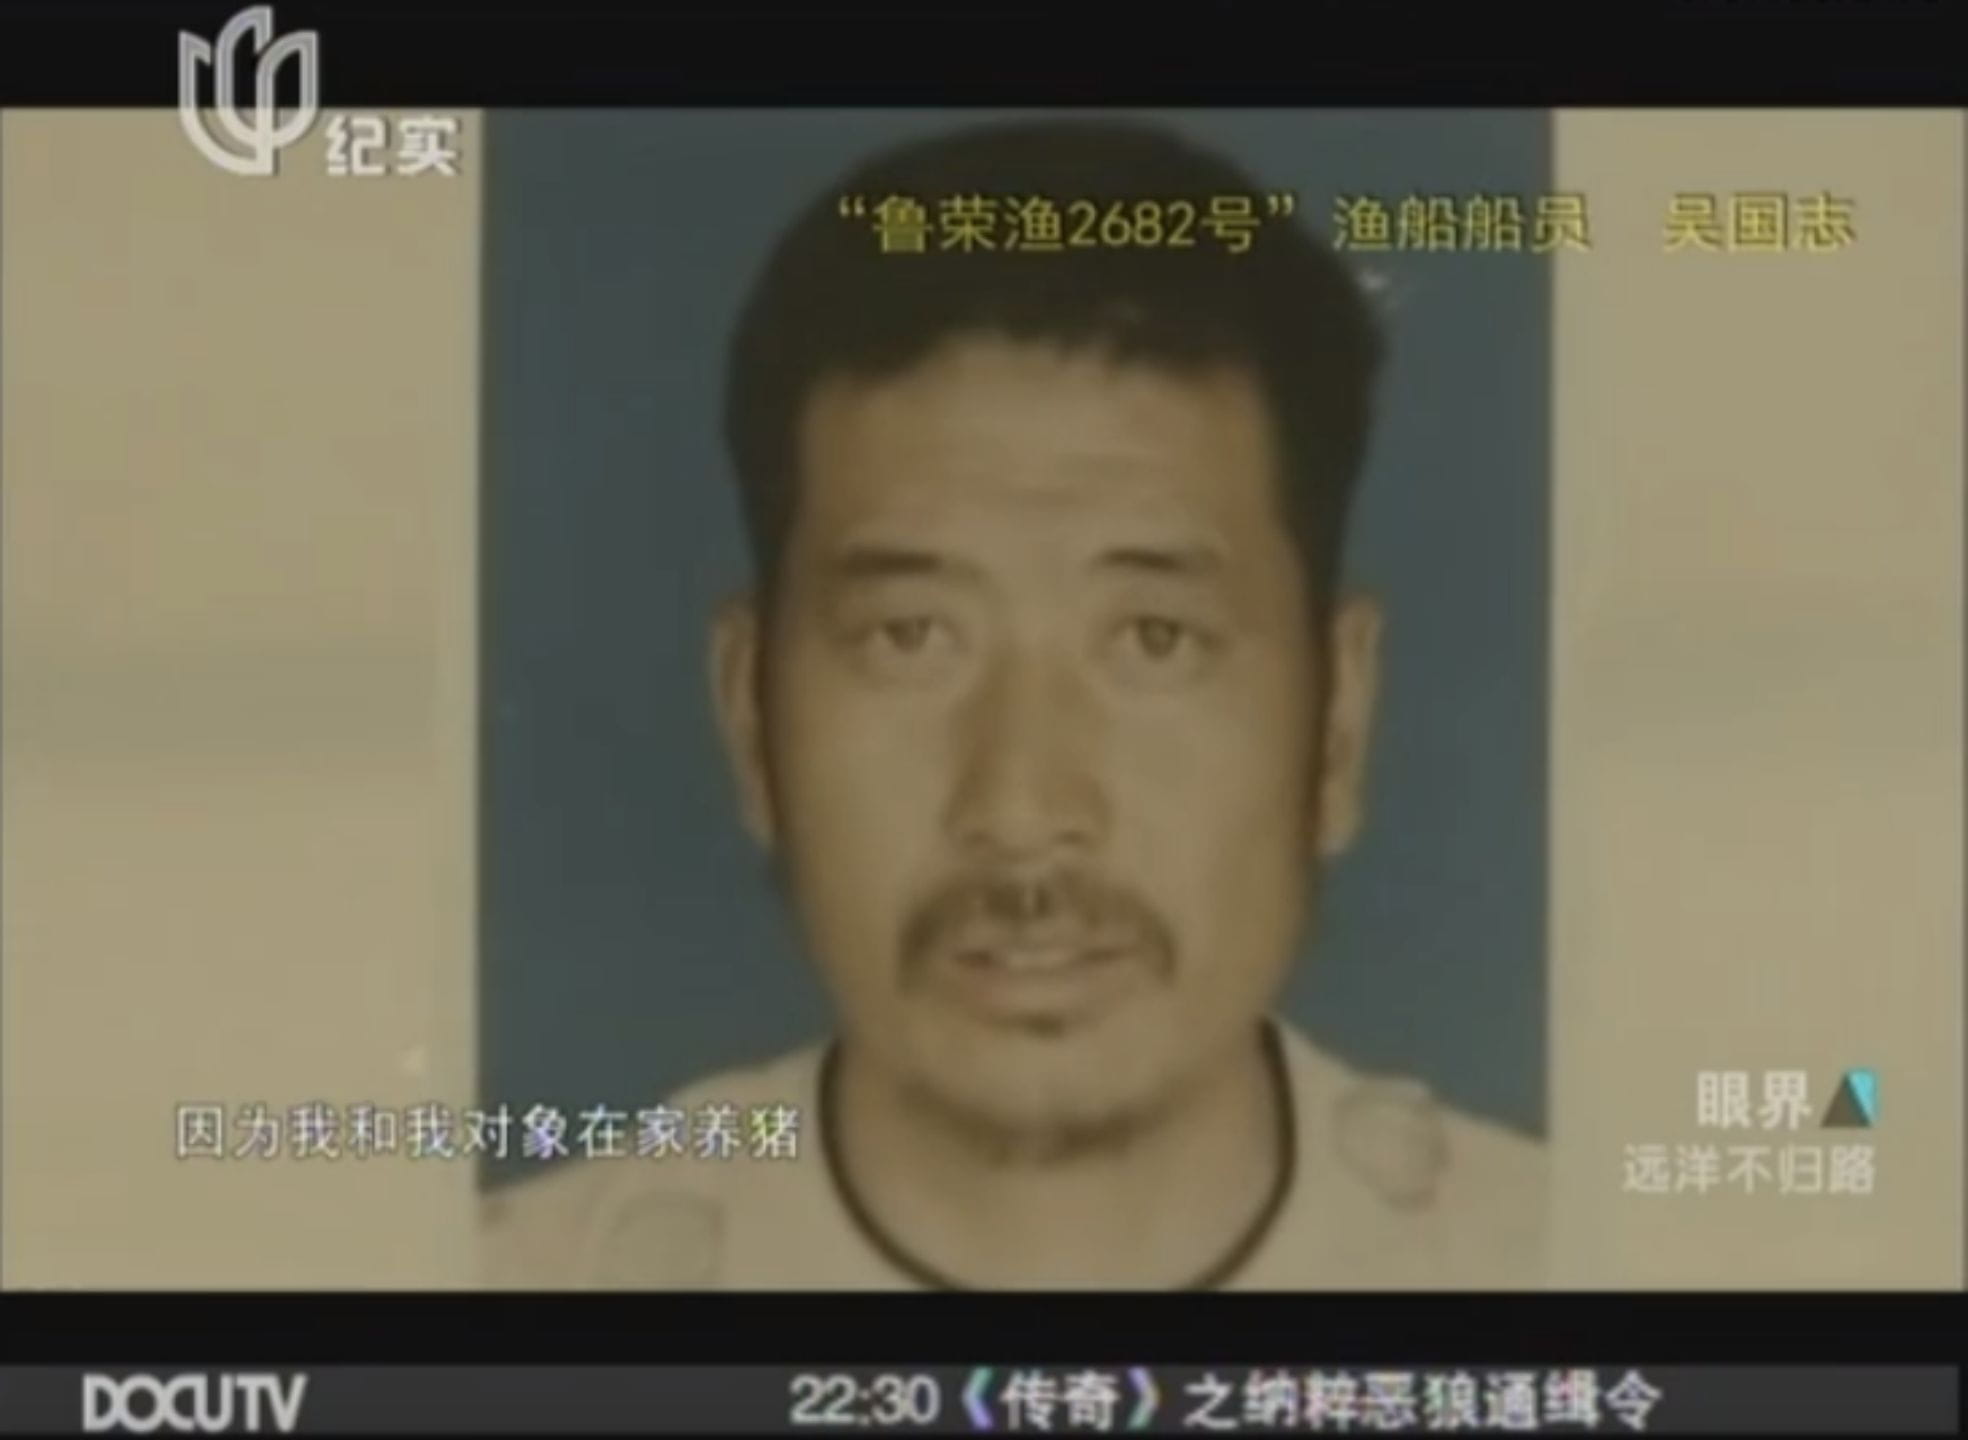 纪实
“鲁荣渔2682号”渔船船员 吴国志
因为我和我对象在家养猪
眼界
远洋不归路
DOCUTV
22:30《传奇》之纳粹恶狼通缉令